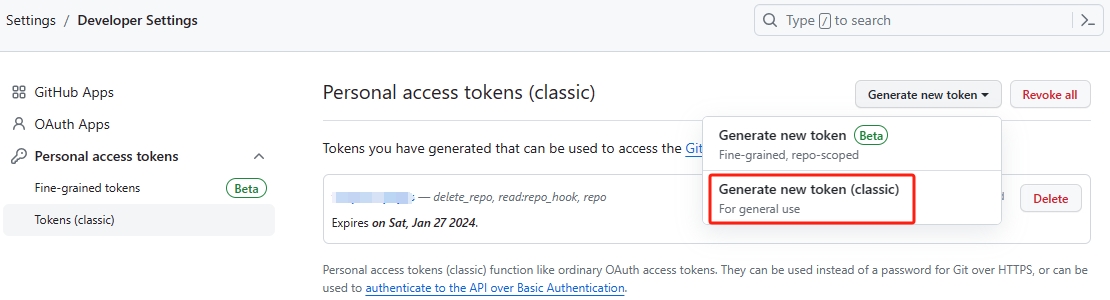 Settings / Developer Settings
Type / to search
GitHub Apps
OAuth Apps
Personal access tokens
Fine-grained tokens Beta
Tokens (classic)
Personal access tokens (classic)
Generate new token
Revoke all
Generate new token Beta
Fine-grained, repo-scoped
Generate new token (classic)
For general use
Tokens you have generated that can be used to access the Git
— delete_repo, read:repo_hook, repo
Delete
Expires on Sat, Jan 27 2024.
Personal access tokens (classic) function like ordinary OAuth access tokens. They can be used instead of a password for Git over HTTPS, or can be
used to authenticate to the API over Basic Authentication.